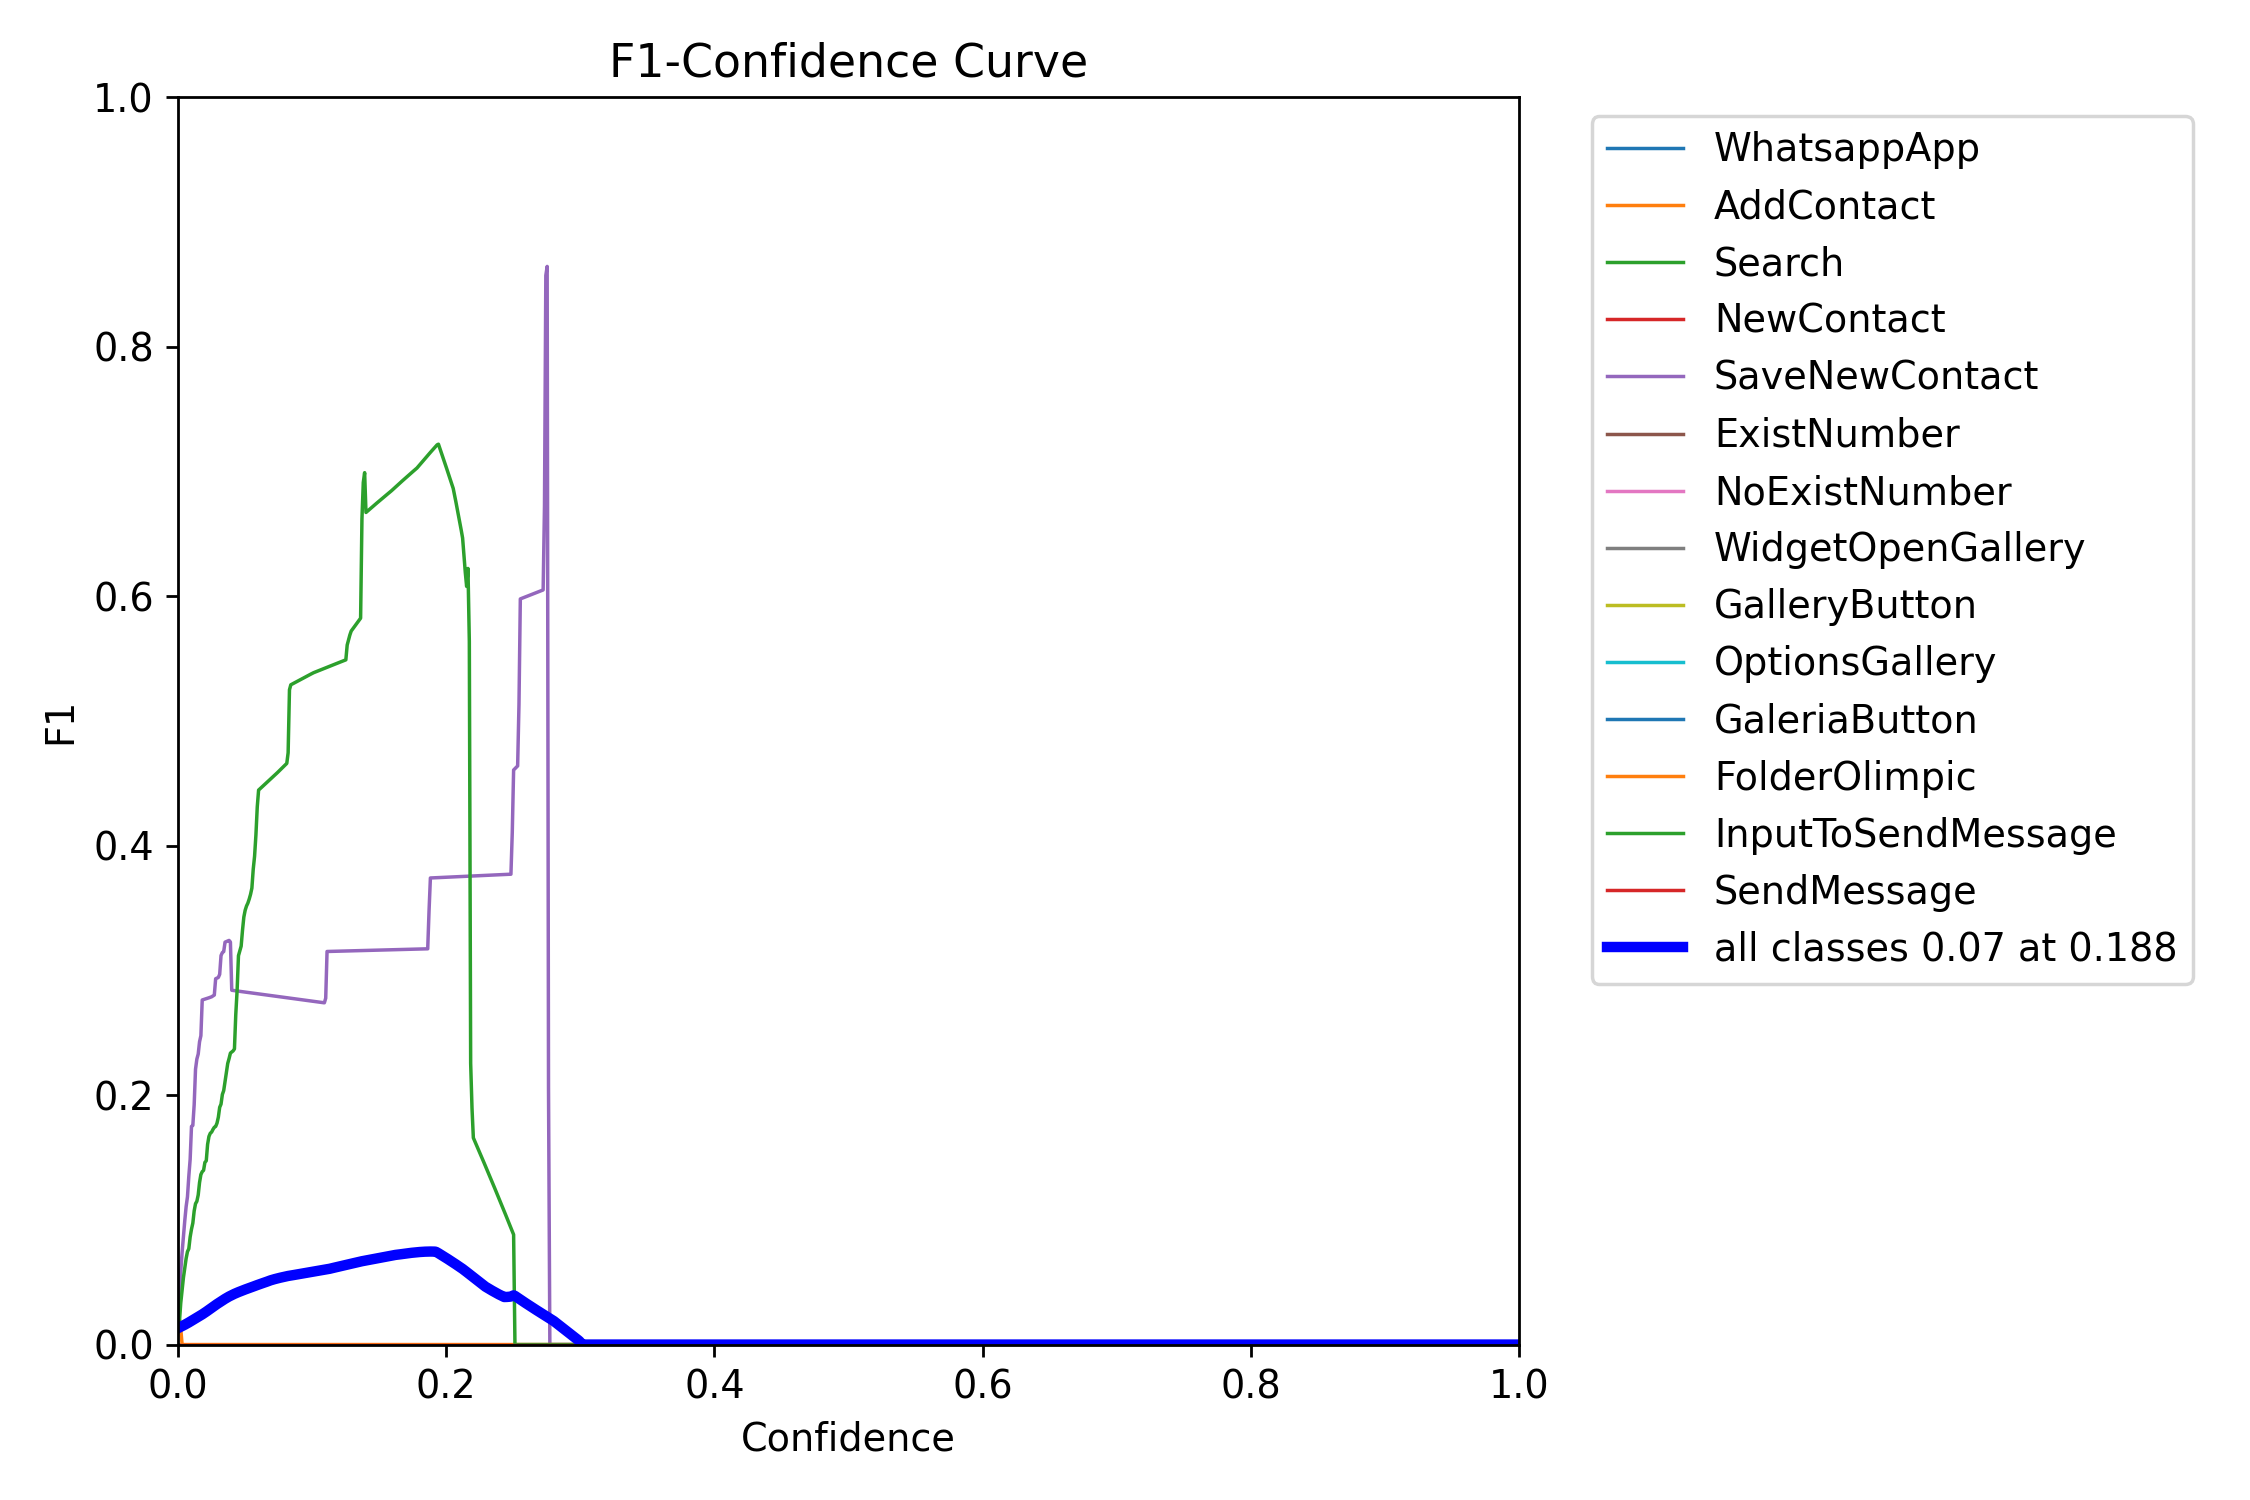 F1-Confidence Curve
1.0
0.8
0.6
0.4
0.2
0.0
F1
0.0 0.2 0.4 0.6 0.8 1.0
Confidence
WhatsappApp
AddContact
Search
NewContact
SaveNewContact
ExistNumber
NoExistNumber
WidgetOpenGallery
GalleryButton
OptionsGallery
GaleriaButton
FolderOlimpic
InputToSendMessage
SendMessage
all classes 0.07 at 0.188